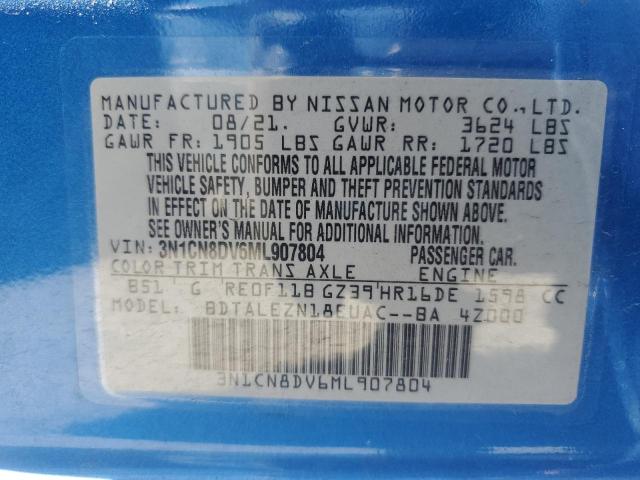 MANUFACTURED BY NISSAN MOTOR CO., LTD.
DATE: 08/21. GVWR: 3624 LBS
GAWR FR: 1905 LBS GAWR RR: 1720 LBS
THIS VEHICLE CONFORMS TO ALL APPLICABLE FEDERAL MOTOR
VEHICLE SAFETY, BUMPER AND THEFT PREVENTION STANDARDS
IN EFFECT ON THE DATE OF MANUFACTURE SHOWN ABOVE.
SEE OWNER'S MANUAL FOR ADDITIONAL INFORMATION.
VIN: 3N1CN8DV6ML907804 PASSENGER CAR.
COLOR TRIM TRANS AXLE ENGINE
B51 G RE0F11B GZ39 HR16DE 1598 CC
MODEL: BDTALEZN18EUAC--BA 4Z000
3N1CN8DV6ML907804